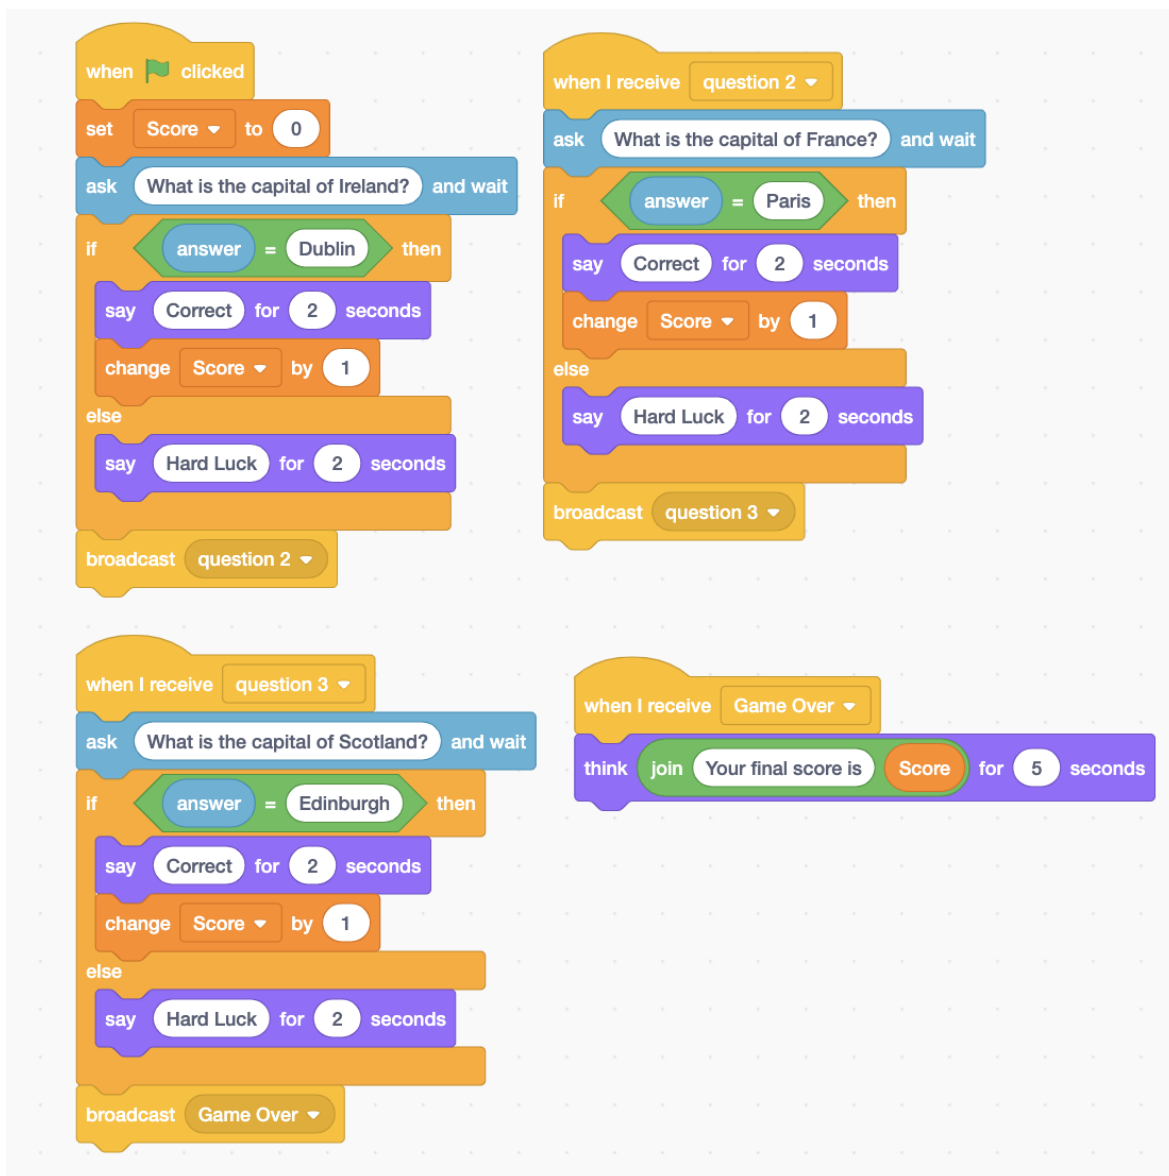 when clicked
set Score to 0
ask What is the capital of Ireland? and wait
if answer = Dublin then
say Correct for 2 seconds
change Score by 1
else
say Hard Luck for 2 seconds
broadcast question 2
when I receive question 2
ask What is the capital of France? and wait
if answer = Paris then
say Correct for 2 seconds
change Score by 1
else
say Hard Luck for 2 seconds
broadcast question 3
when I receive question 3
ask What is the capital of Scotland? and wait
if answer = Edinburgh then
say Correct for 2 seconds
change Score by 1
else
say Hard Luck for 2 seconds
broadcast Game Over
when I receive Game Over
think join Your final score is Score for 5 seconds